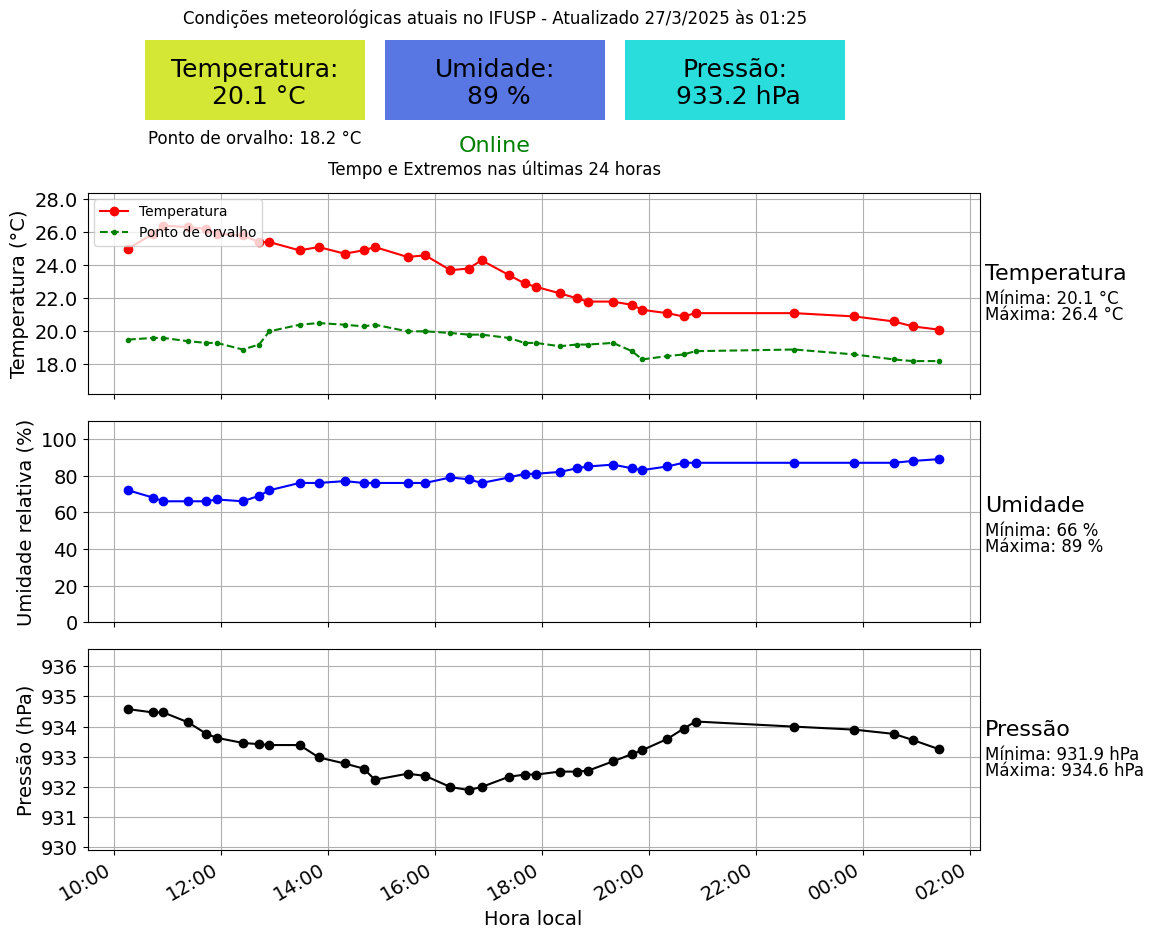 Condições meteorológicas atuais no IFUSP - Atualizado 27/3/2025 às 01:25
Temperatura:
20.1 °C
Umidade:
89 %
Pressão:
933.2 hPa
Ponto de orvalho: 18.2 °C
Online
Tempo e Extremos nas últimas 24 horas
Temperatura (°C)
28.0
26.0
24.0
22.0
20.0
18.0
Temperatura
Ponto de orvalho
Temperatura
Mínima: 20.1 °C
Máxima: 26.4 °C
Umidade relativa (%)
100
80
60
40
20
0
Umidade
Mínima: 66 %
Máxima: 89 %
Pressão (hPa)
936
935
934
933
932
931
930
Pressão
Mínima: 931.9 hPa
Máxima: 934.6 hPa
10:00 12:00 14:00 16:00 18:00 20:00 22:00 00:00 02:00
Hora local